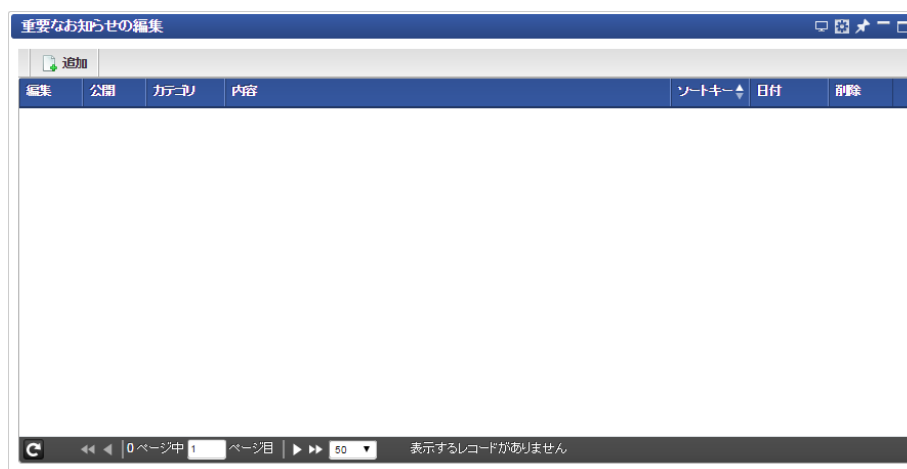 重要なお知らせの編集
追加
編集 公開 カテゴリ 内容 ソートキー 日付 削除
0 ページ中 1 ページ目 50 表示するレコードがありません